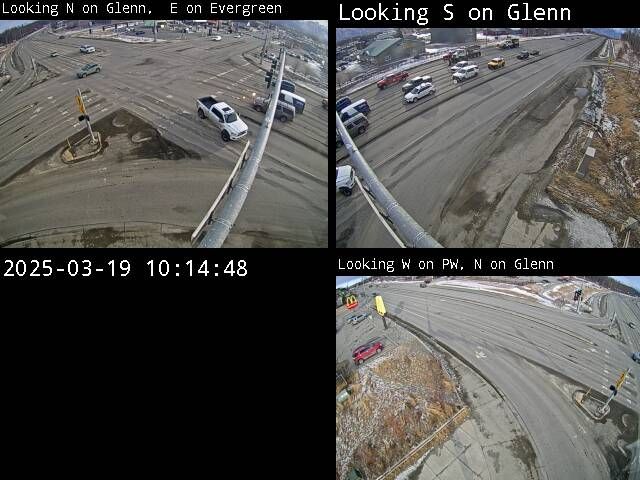 Looking N on Glenn,  E on Evergreen
Looking S on Glenn
2025-03-19 10:14:48
Looking W on PW, N on Glenn